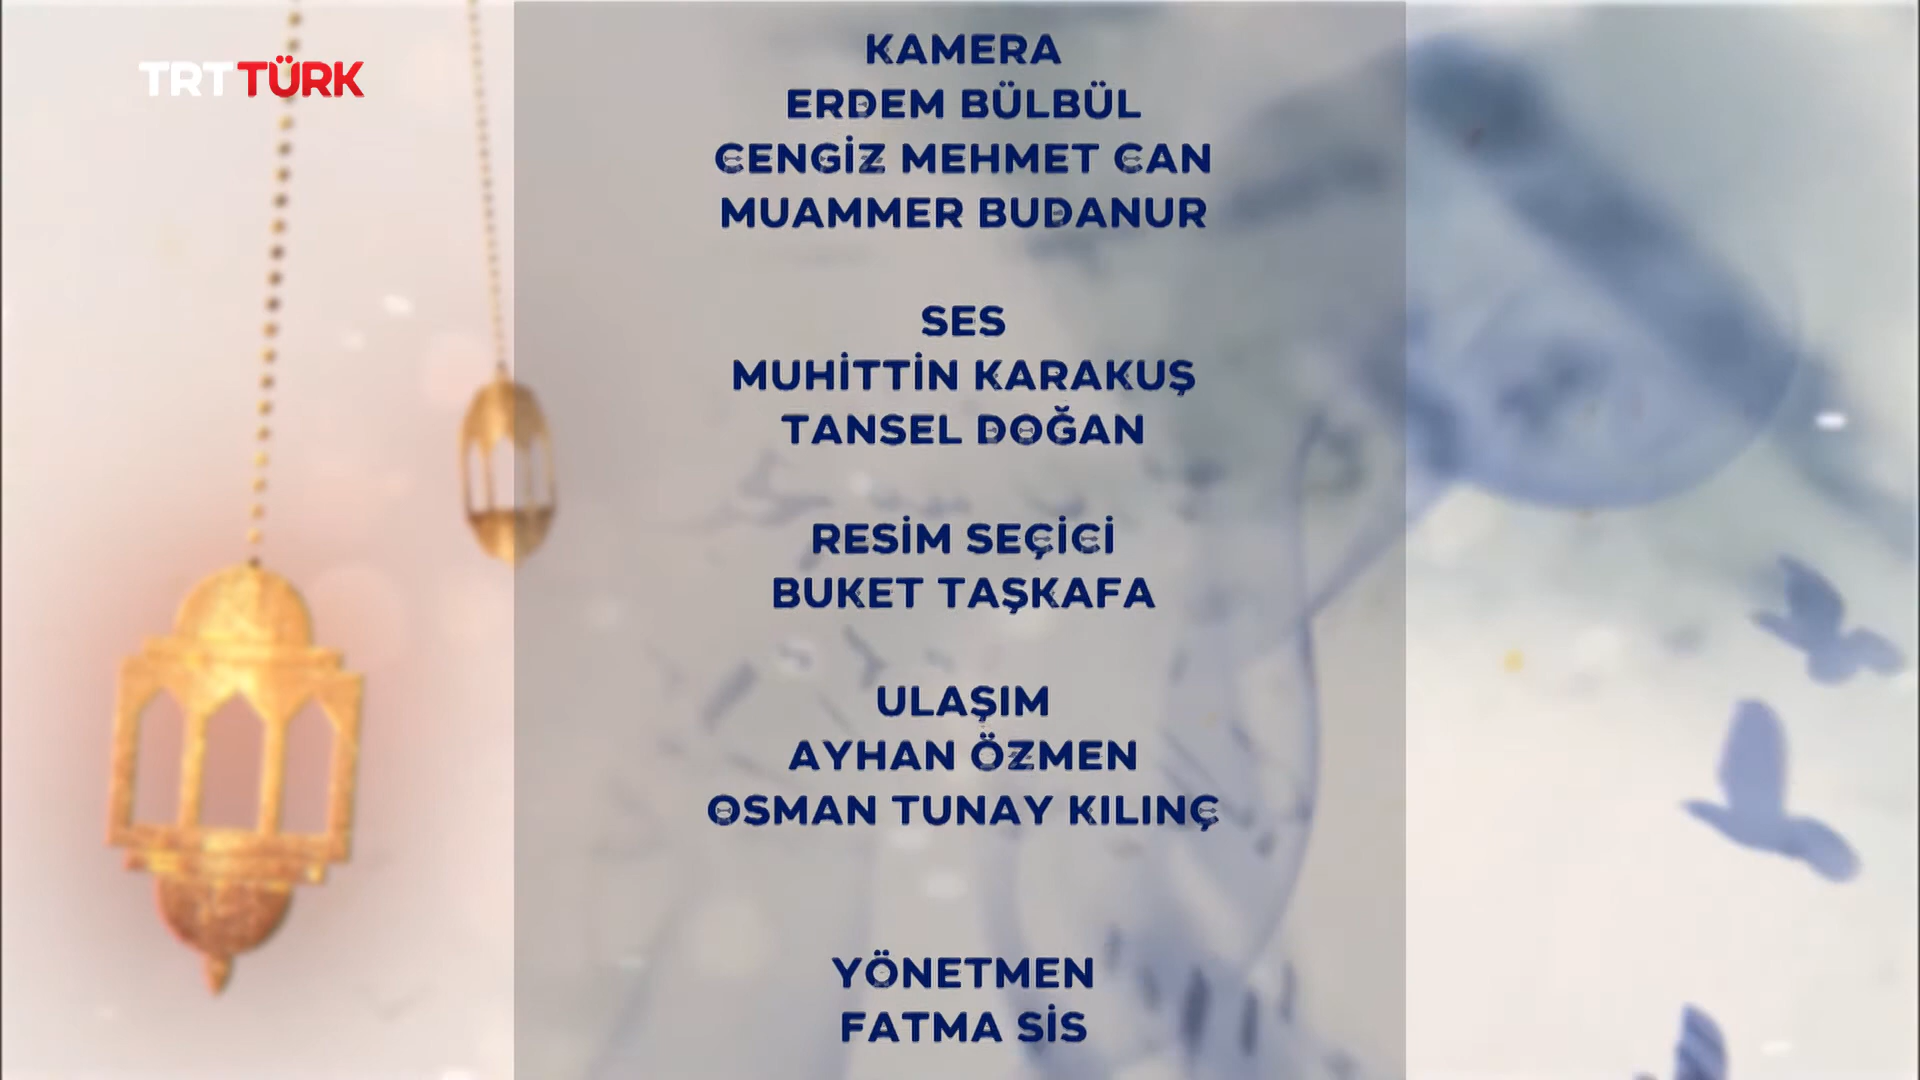 TRT TÜRK
KAMERA
ERDEM BÜLBÜL
CENGİZ MEHMET CAN
MUAMMER BUDANUR
SES
MUHİTTİN KARAKUŞ
TANSEL DOĞAN
RESİM SEÇİCİ
BUKET TAŞKAFA
ULAŞIM
AYHAN ÖZMEN
OSMAN TUNAY KILINÇ
YÖNETMEN
FATMA SİS